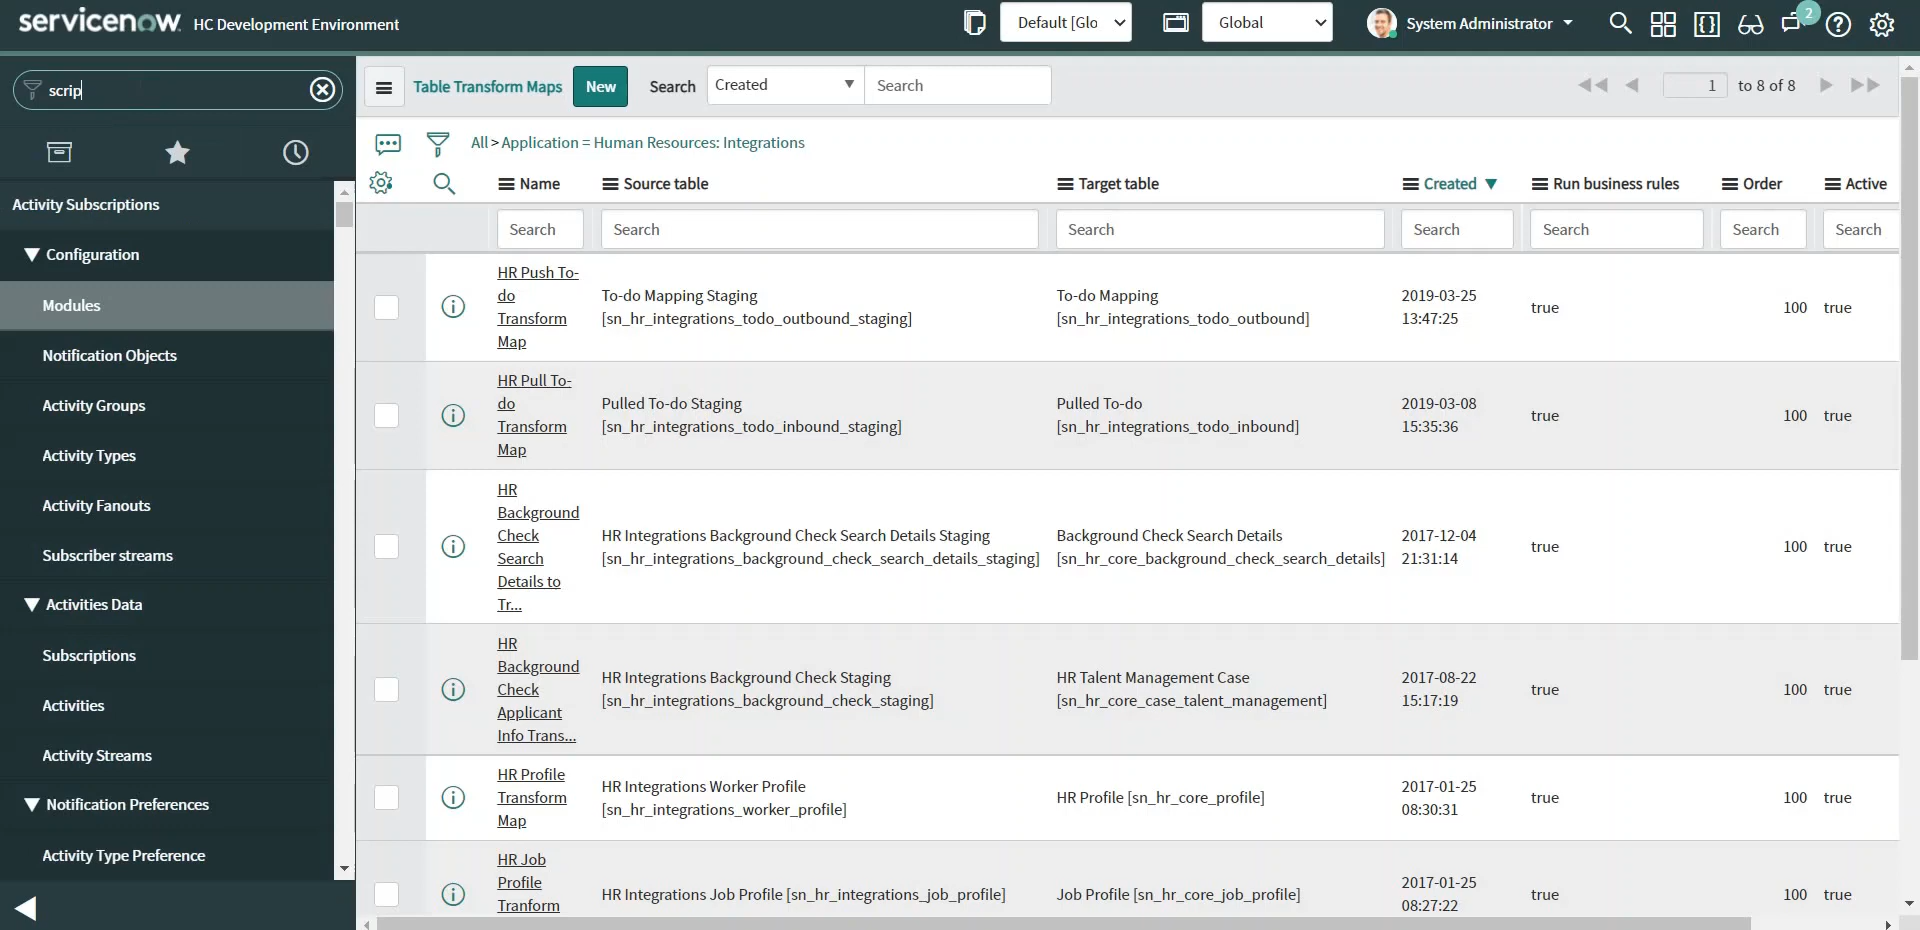 servicenow. HC Development Environment
Default [Glo
Global
System Administrator
2
scrip
Activity Subscriptions
Configuration
Modules
Notification Objects
Activity Groups
Activity Types
Activity Fanouts
Subscriber streams
Activities Data
Subscriptions
Activities
Activity Streams
Notification Preferences
Activity Type Preference
Table Transform Maps
New
Search
Created
Search
1
to 8 of 8
All > Application = Human Resources: Integrations
Name
Source table
Target table
Created
Run business rules
Order
Active
Search
Search
Search
Search
Search
Search
Search
HR Push To-
do
Transform
Map
To-do Mapping Staging
[sn_hr_integrations_todo_outbound_staging]
To-do Mapping
[sn_hr_integrations_todo_outbound]
2019-03-25
13:47:25
true
100
true
HR Pull To-
do
Transform
Map
Pulled To-do Staging
[sn_hr_integrations_todo_inbound_staging]
Pulled To-do
[sn_hr_integrations_todo_inbound]
2019-03-08
15:35:36
true
100
true
HR
Background
Check
Search
Details to
Tr...
HR Integrations Background Check Search Details Staging
[sn_hr_integrations_background_check_search_details_staging]
Background Check Search Details
[sn_hr_core_background_check_search_details]
2017-12-04
21:31:14
true
100
true
HR
Background
Check
Applicant
Info Trans...
HR Integrations Background Check Staging
[sn_hr_integrations_background_check_staging]
HR Talent Management Case
[sn_hr_core_case_talent_management]
2017-08-22
15:17:19
true
100
true
HR Profile
Transform
Map
HR Integrations Worker Profile
[sn_hr_integrations_worker_profile]
HR Profile [sn_hr_core_profile]
2017-01-25
08:30:31
true
100
true
HR Job
Profile
Tranform
HR Integrations Job Profile [sn_hr_integrations_job_profile]
Job Profile [sn_hr_core_job_profile]
2017-01-25
08:27:22
true
100
true